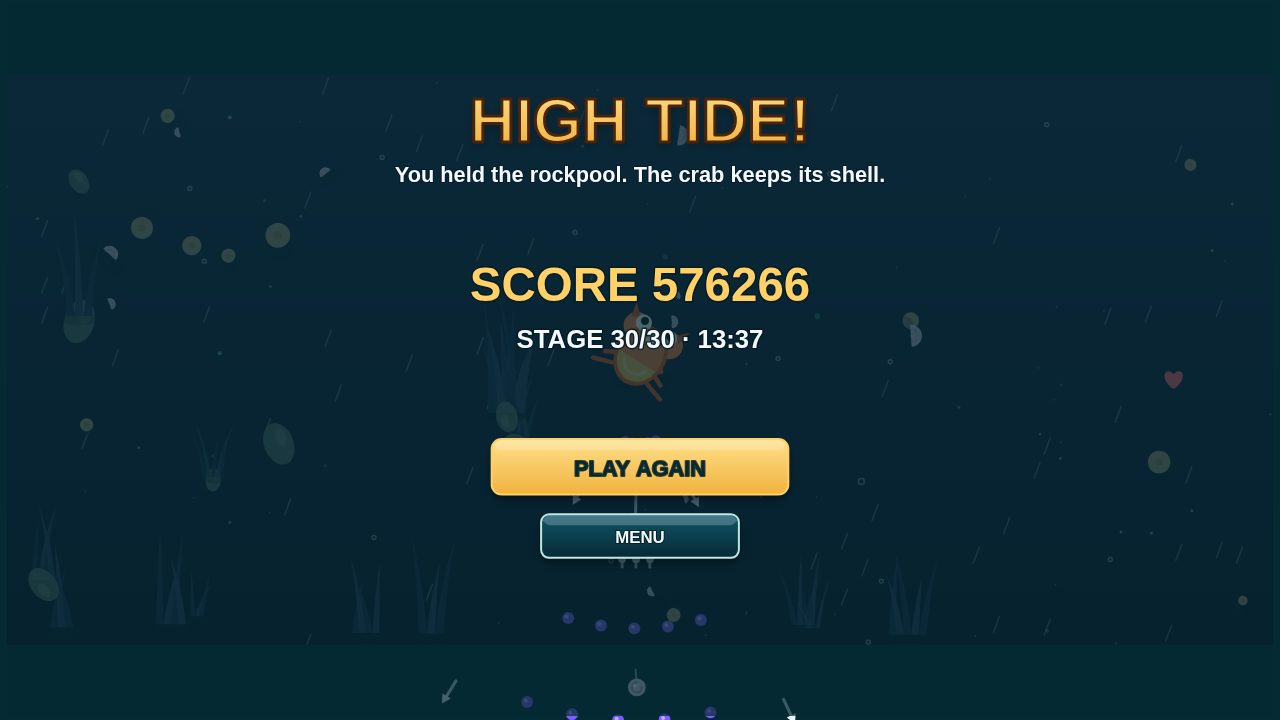 HIGH TIDE!
You held the rockpool. The crab keeps its shell.
SCORE 576266
STAGE 30/30 · 13:37
PLAY AGAIN
MENU